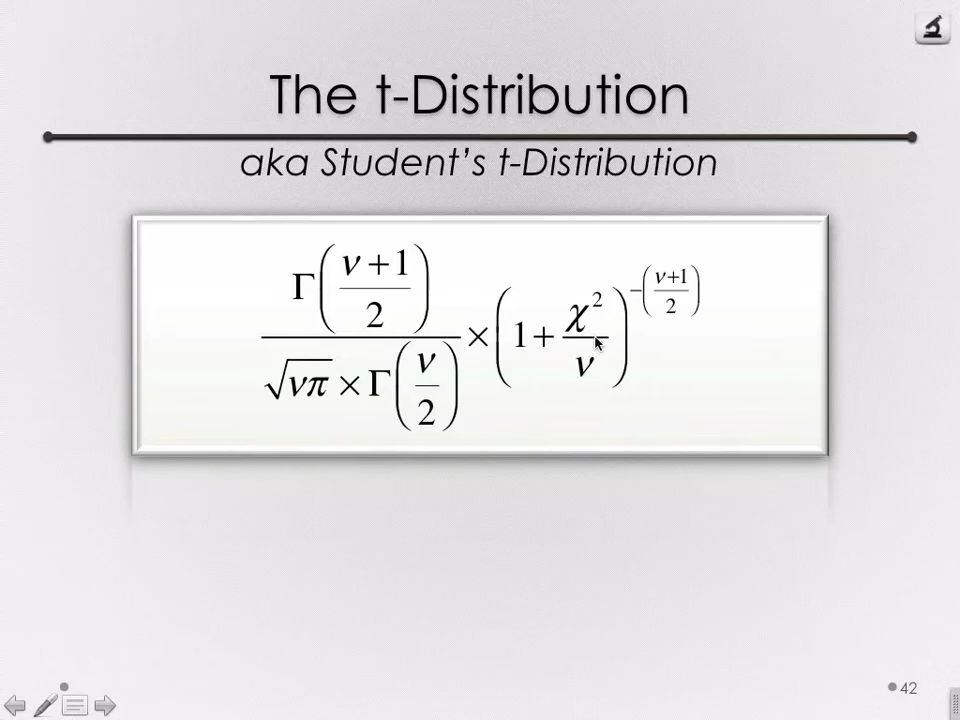 The t-Distribution
aka Student's t-Distribution
Γ((ν+1)/2) / (√(νπ) × Γ(ν/2)) × (1 + χ²/ν)^−((ν+1)/2)
42